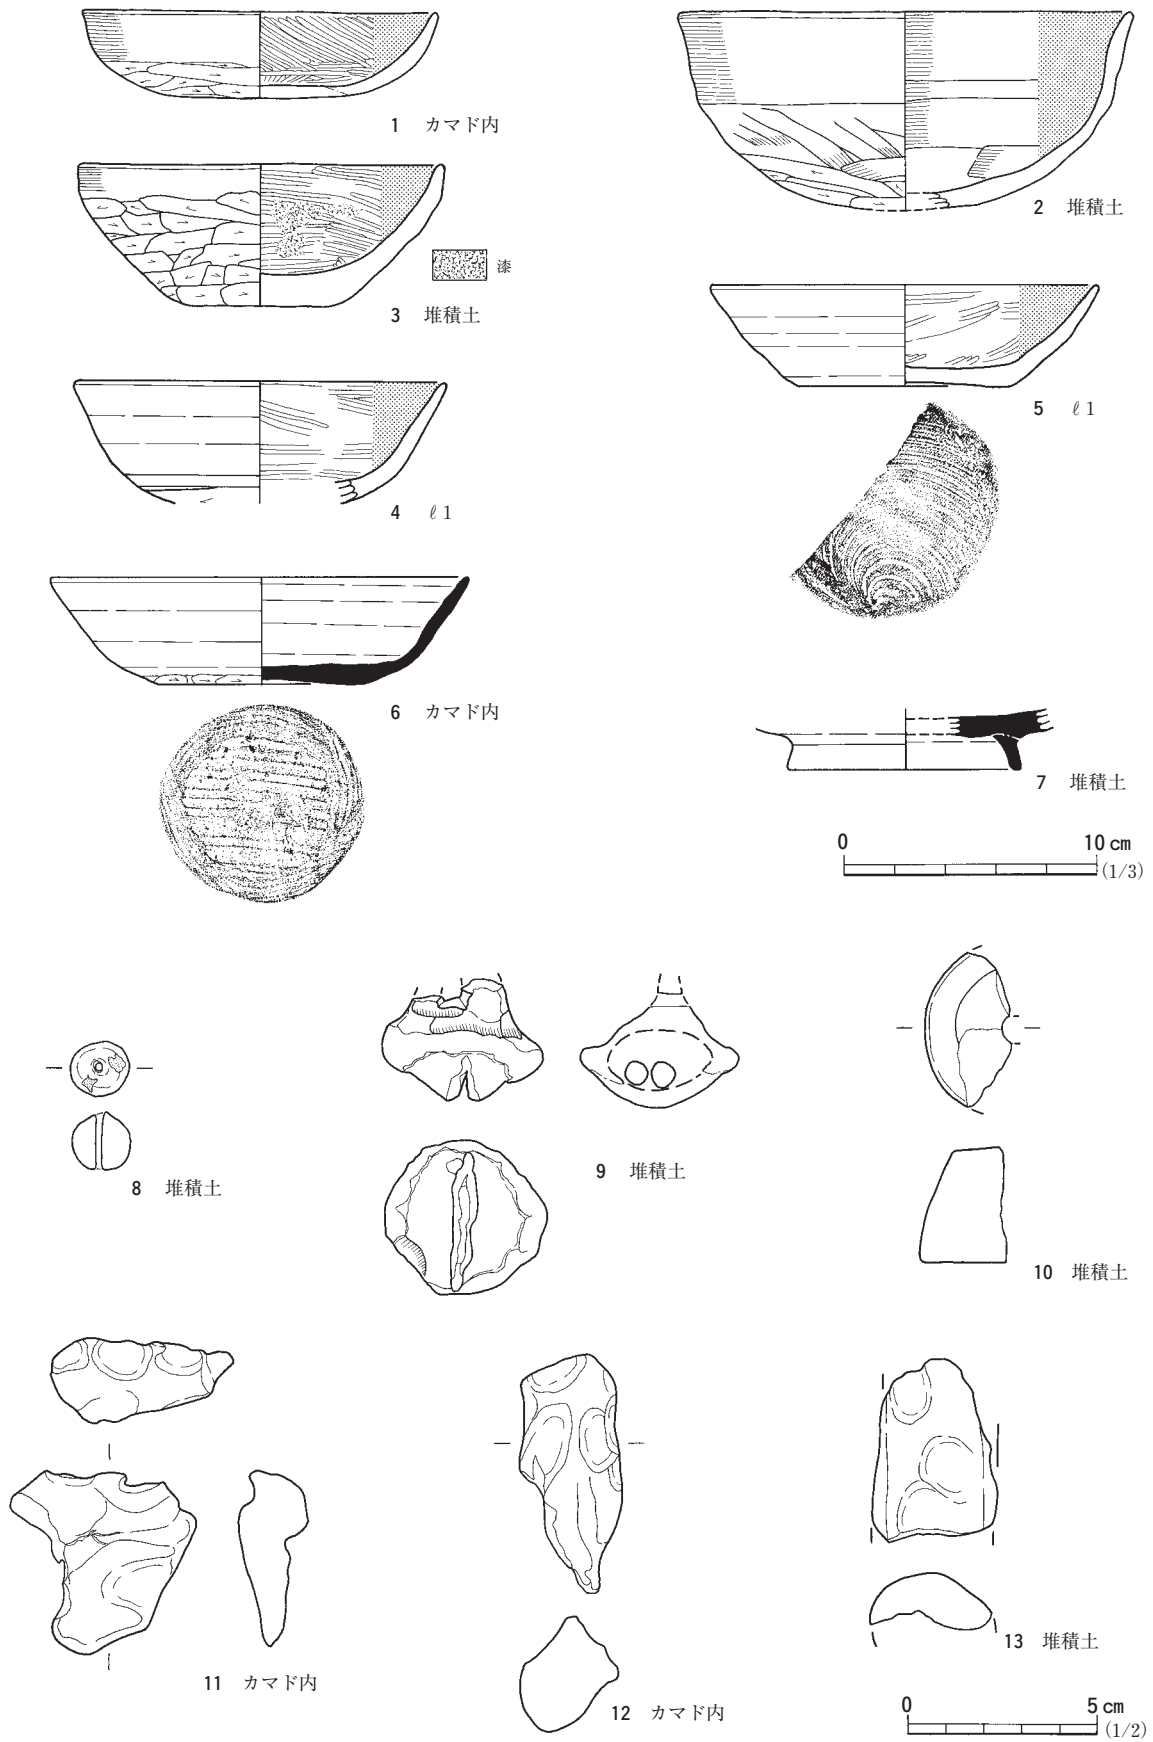 1 カマド内
2 堆積土
漆
3 堆積土
5 ℓ 1
4 ℓ 1
6 カマド内
7 堆積土
0 10 cm
(1/3)
8 堆積土
9 堆積土
10 堆積土
11 カマド内
12 カマド内
13 堆積土
0 5 cm
(1/2)